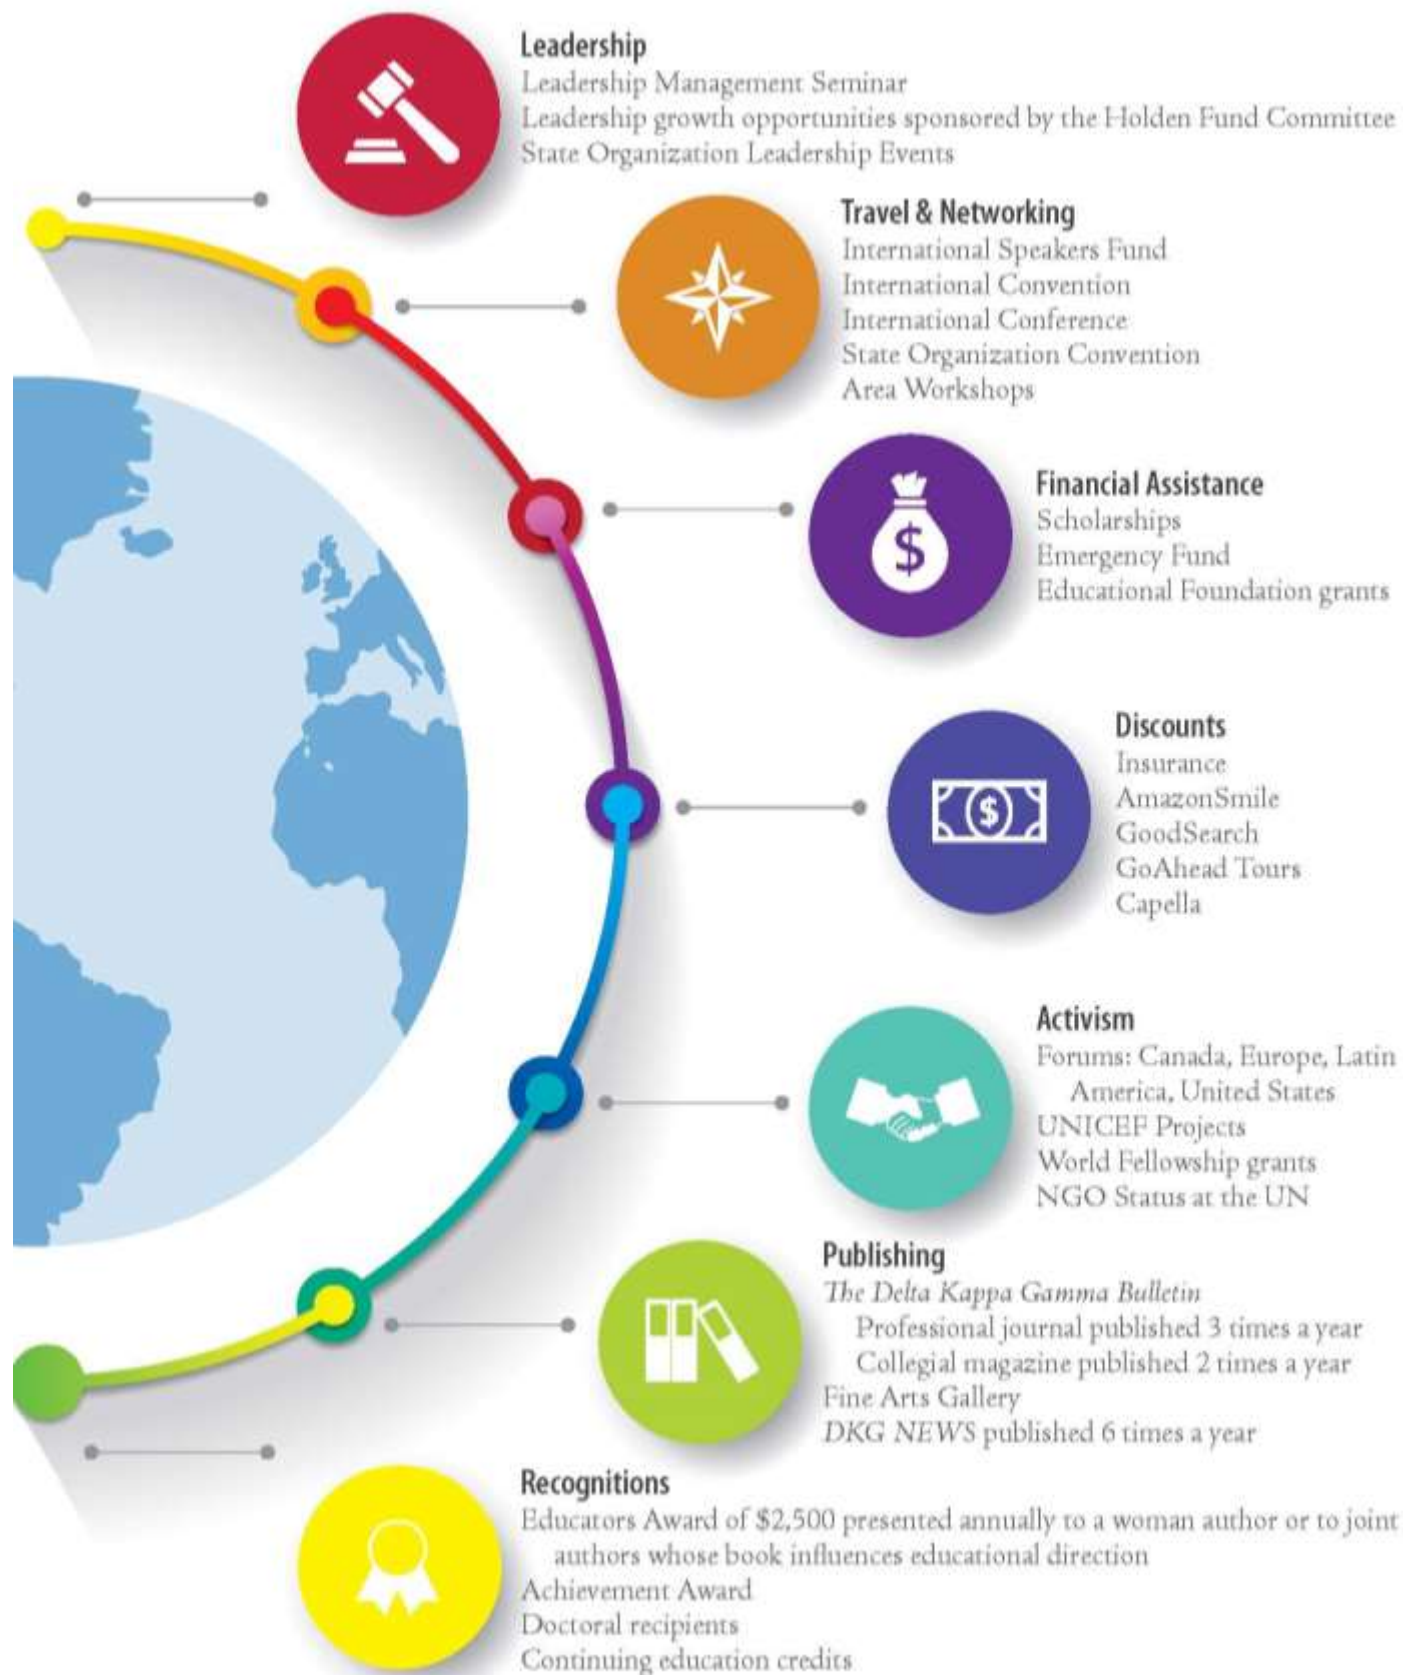 Leadership
Leadership Management Seminar
Leadership growth opportunities sponsored by the Holden Fund Committee
State Organization Leadership Events
Travel & Networking
International Speakers Fund
International Convention
International Conference
State Organization Convention
Area Workshops
Financial Assistance
Scholarships
Emergency Fund
Educational Foundation grants
$
Discounts
Insurance
AmazonSmile
GoodSearch
GoAhead Tours
Capella
$
Activism
Forums: Canada, Europe, Latin
America, United States
UNICEF Projects
World Fellowship grants
NGO Status at the UN
Publishing
The Delta Kappa Gamma Bulletin
Professional journal published 3 times a year
Collegial magazine published 2 times a year
Fine Arts Gallery
DKG NEWS published 6 times a year
Recognitions
Educators Award of $2,500 presented annually to a woman author or to joint
authors whose book influences educational direction
Achievement Award
Doctoral recipients
Continuing education credits